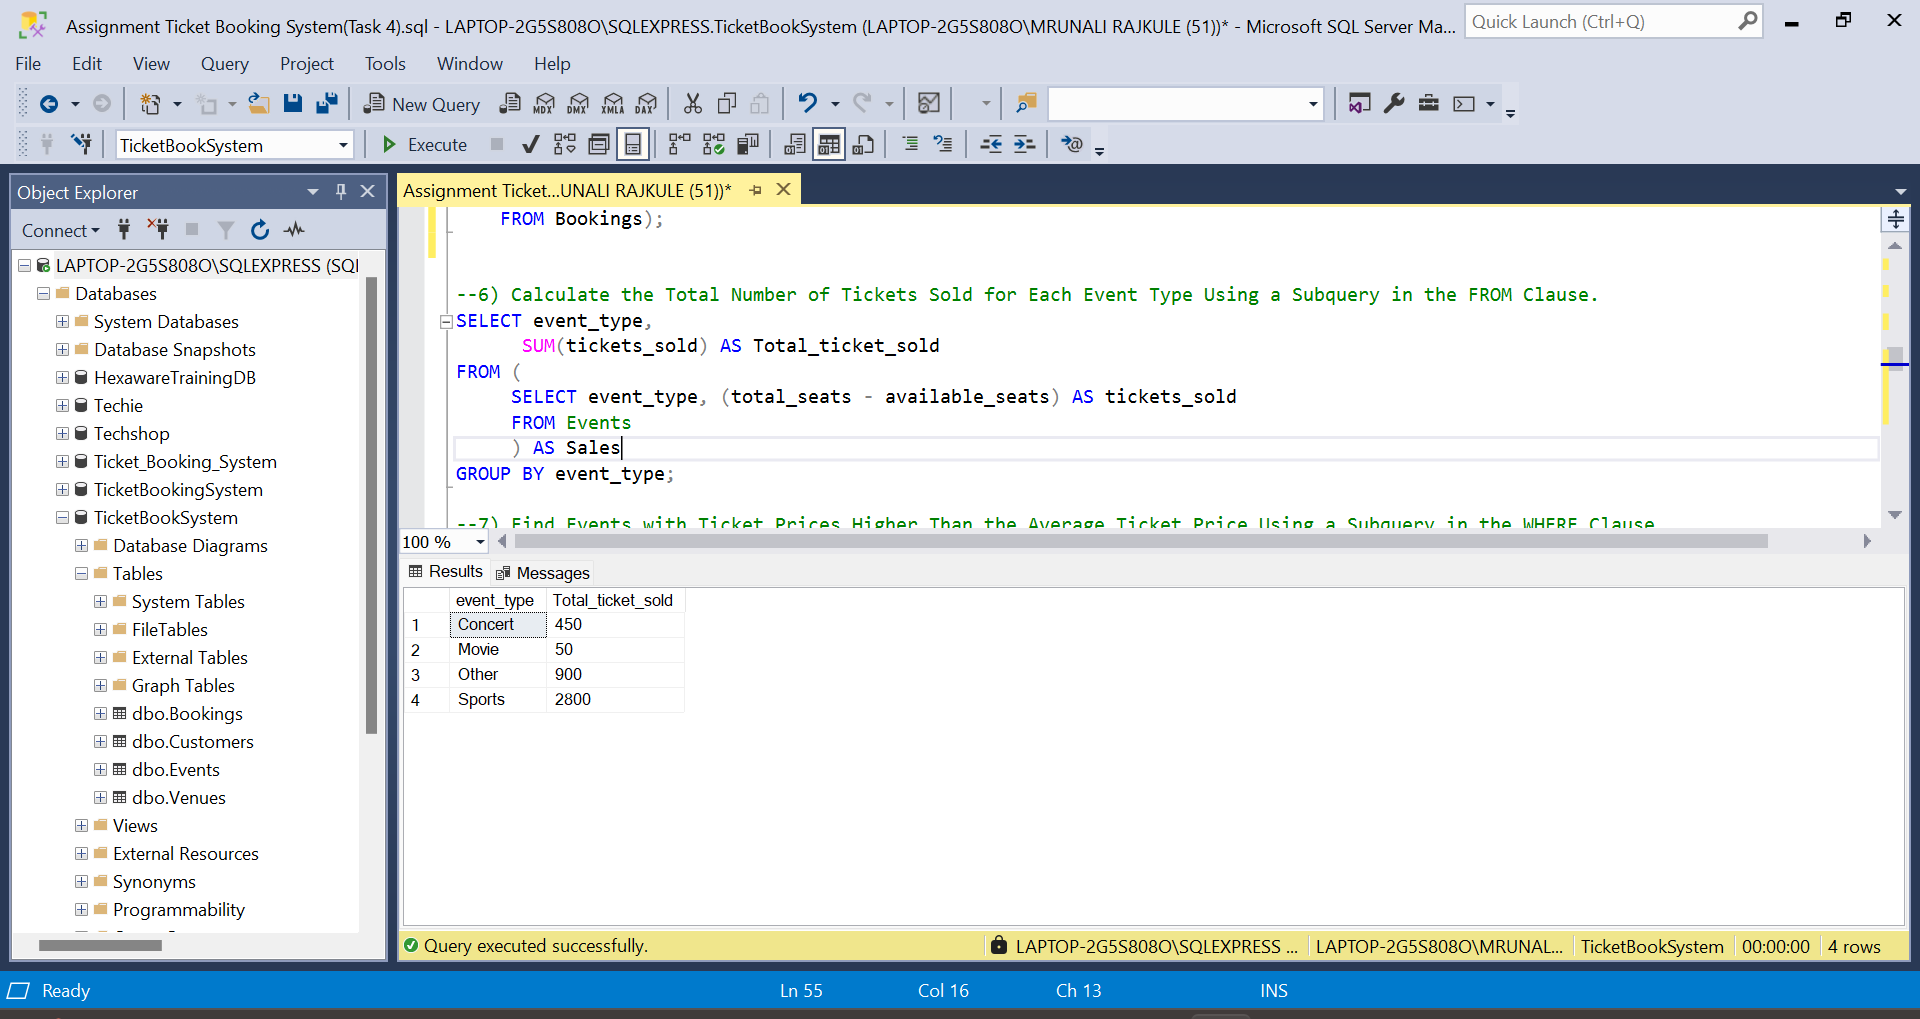 Assignment Ticket Booking System(Task 4).sql - LAPTOP-2G5S808O\SQLEXPRESS.TicketBookSystem (LAPTOP-2G5S808O\MRUNALI RAJKULE (51))* - Microsoft SQL Server Ma...
Quick Launch (Ctrl+Q)
File Edit View Query Project Tools Window Help
New Query
MDX DMX XMLA DAX
TicketBookSystem
Execute
Object Explorer
Connect
LAPTOP-2G5S808O\SQLEXPRESS (SQL
Databases
System Databases
Database Snapshots
HexawareTrainingDB
Techie
Techshop
Ticket_Booking_System
TicketBookingSystem
TicketBookSystem
Database Diagrams
Tables
System Tables
FileTables
External Tables
Graph Tables
dbo.Bookings
dbo.Customers
dbo.Events
dbo.Venues
Views
External Resources
Synonyms
Programmability
Assignment Ticket...UNALI RAJKULE (51))*
FROM Bookings);
--6) Calculate the Total Number of Tickets Sold for Each Event Type Using a Subquery in the FROM Clause.
SELECT event_type,
SUM(tickets_sold) AS Total_ticket_sold
FROM (
SELECT event_type, (total_seats - available_seats) AS tickets_sold
FROM Events
) AS Sales
GROUP BY event_type;
--7) Find Events with Ticket Prices Higher Than the Average Ticket Price Using a Subquery in the WHERE Clause
100 %
Results Messages
event_type Total_ticket_sold
1 Concert 450
2 Movie 50
3 Other 900
4 Sports 2800
Query executed successfully.
LAPTOP-2G5S808O\SQLEXPRESS ... LAPTOP-2G5S808O\MRUNAL... TicketBookSystem 00:00:00 4 rows
Ready Ln 55 Col 16 Ch 13 INS